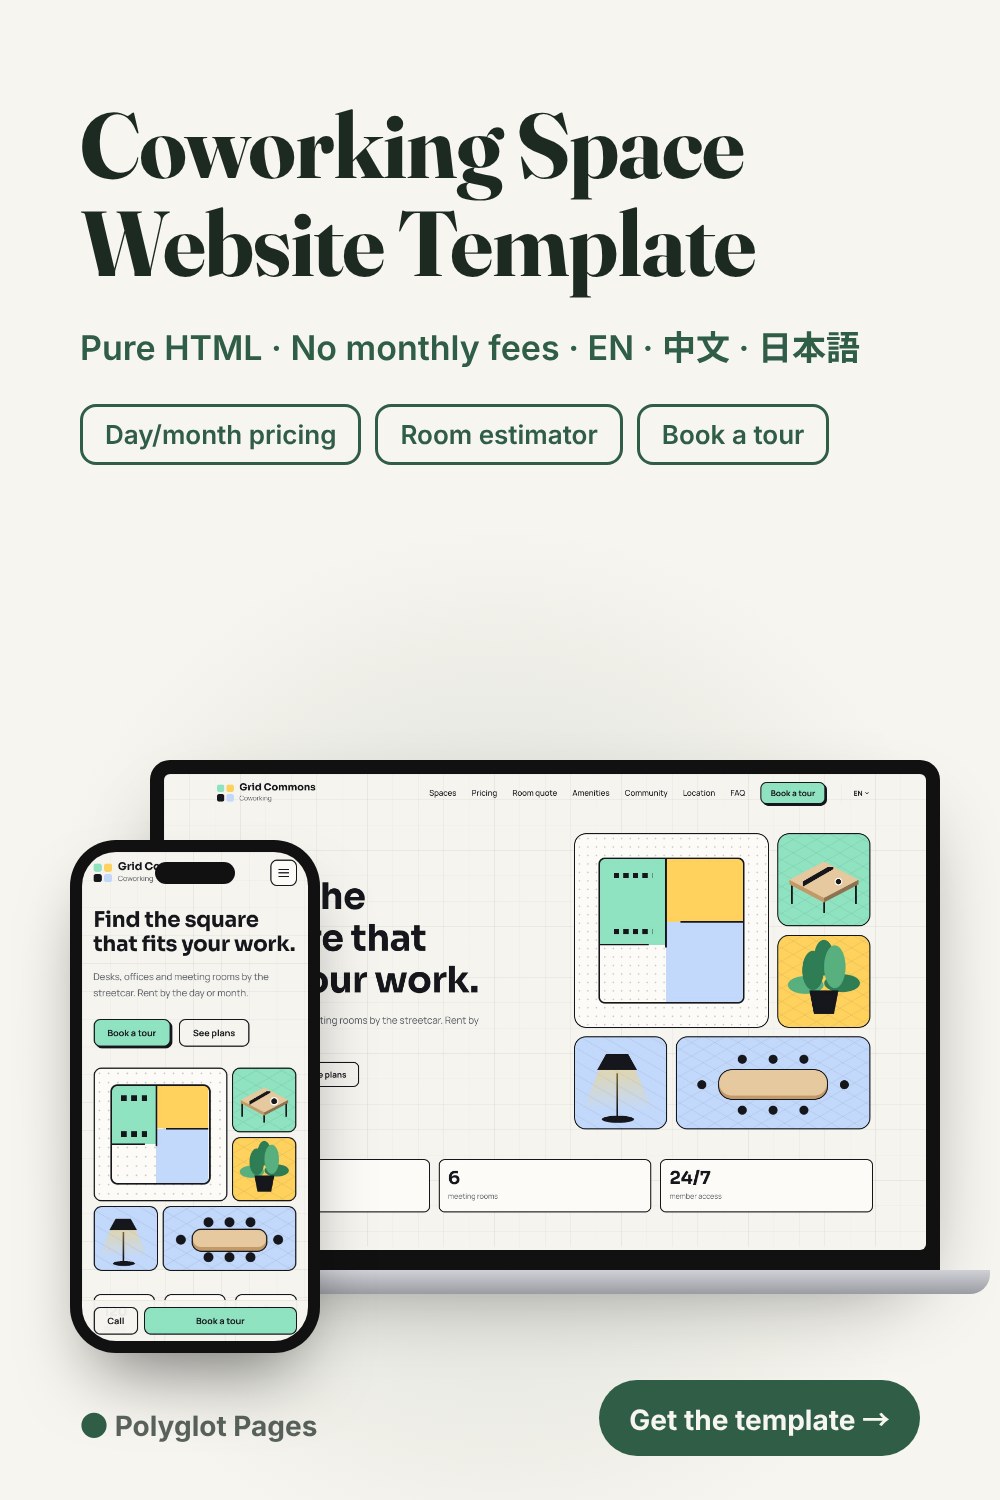 Coworking Space
Website Template
Pure HTML · No monthly fees · EN · 中文 · 日本語
Day/month pricing
Room estimator
Book a tour
Grid Commons
Coworking
Spaces
Pricing
Room quote
Amenities
Community
Location
FAQ
Book a tour
EN
that
our work.
ting rooms by the streetcar. Rent by
plans
6
meeting rooms
24/7
member access
Grid Co
Coworking
Find the square
that fits your work.
Desks, offices and meeting rooms by the
streetcar. Rent by the day or month.
Book a tour
See plans
Call
Book a tour
Polyglot Pages
Get the template →